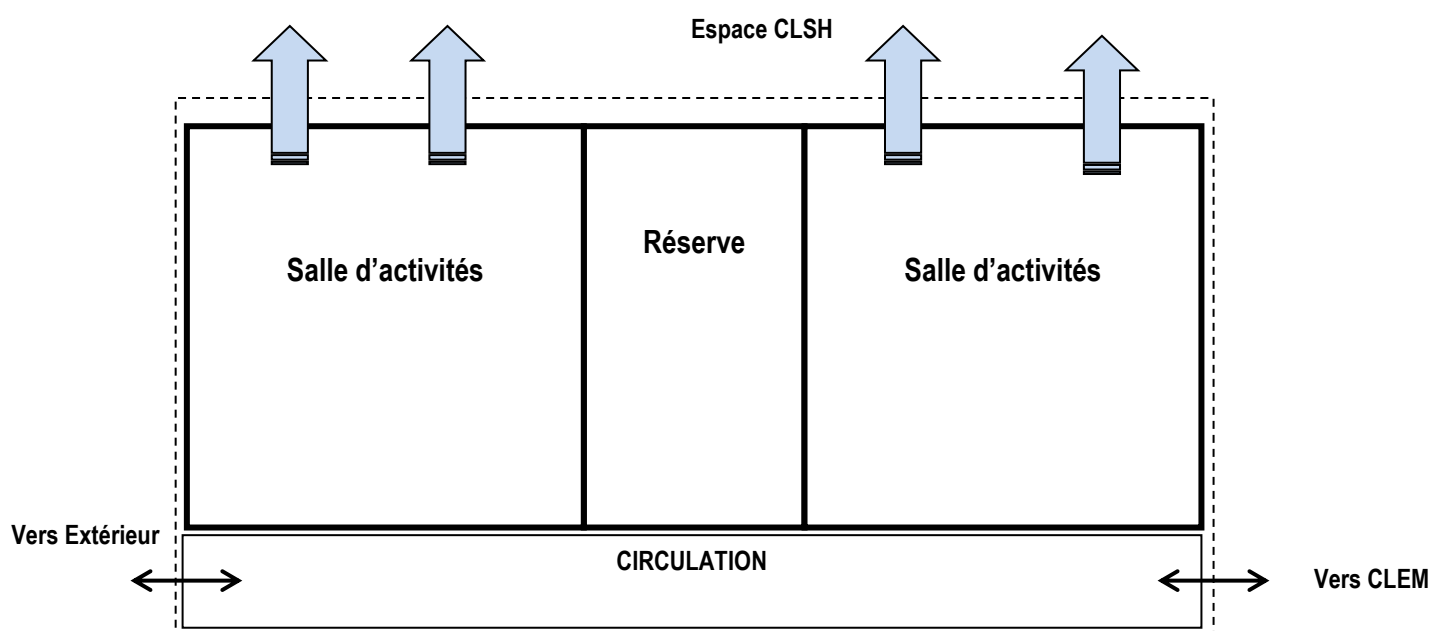 Espace CLSH
Réserve
Salle d’activités
Salle d’activités
Vers Extérieur
CIRCULATION
Vers CLEM